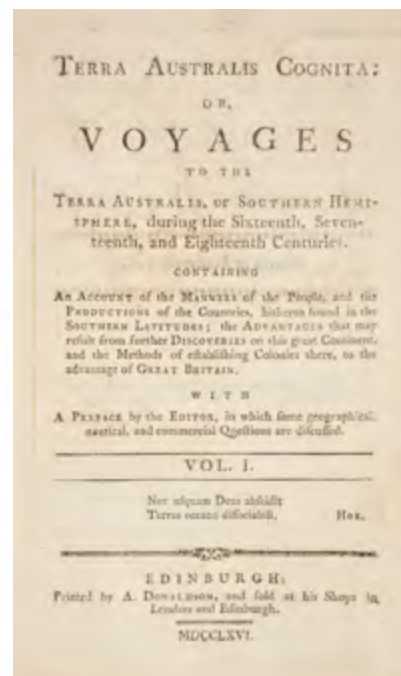 TERRA AUSTRALIS COGNITA:
OR,
VOYAGES
TO THE
TERRA AUSTRALIS, or SOUTHERN HEMI-
SPHERE, during the Sixteenth, Seven-
teenth, and Eighteenth Centuries.
CONTAINING
An ACCOUNT of the MANNERS of the People, and the
PRODUCTIONS of the Countries, hitherto found in the
SOUTHERN LATITUDES; the ADVANTAGES that may
result from further DISCOVERIES on this great Continent,
and the Methods of establishing Colonies there, to the
advantage of GREAT BRITAIN.
WITH
A PREFACE by the EDITOR, in which some geographical,
nautical, and commercial Questions are discussed.
VOL. I.
Deus
Terras oceano HOR.
EDINBURGH:
Printed by A. DONALDSON, and sold at his Shops in
London and Edinburgh.
MDCCLXVI.